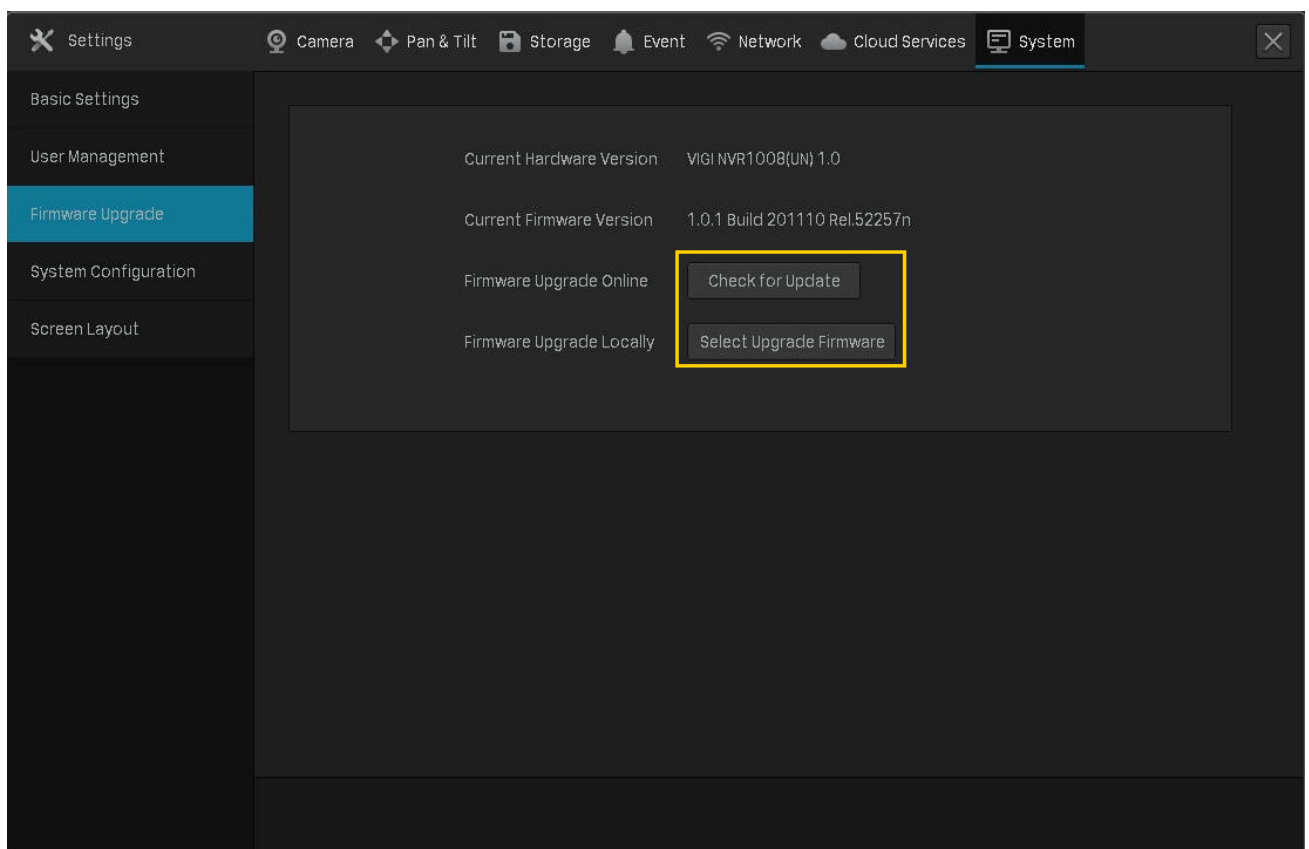 Settings Camera Pan & Tilt Storage Event Network Cloud Services System
Basic Settings
User Management
Firmware Upgrade
System Configuration
Screen Layout
Current Hardware Version VIGI NVR1008(UN) 1.0
Current Firmware Version 1.0.1 Build 201110 Rel.52257n
Firmware Upgrade Online Check for Update
Firmware Upgrade Locally Select Upgrade Firmware